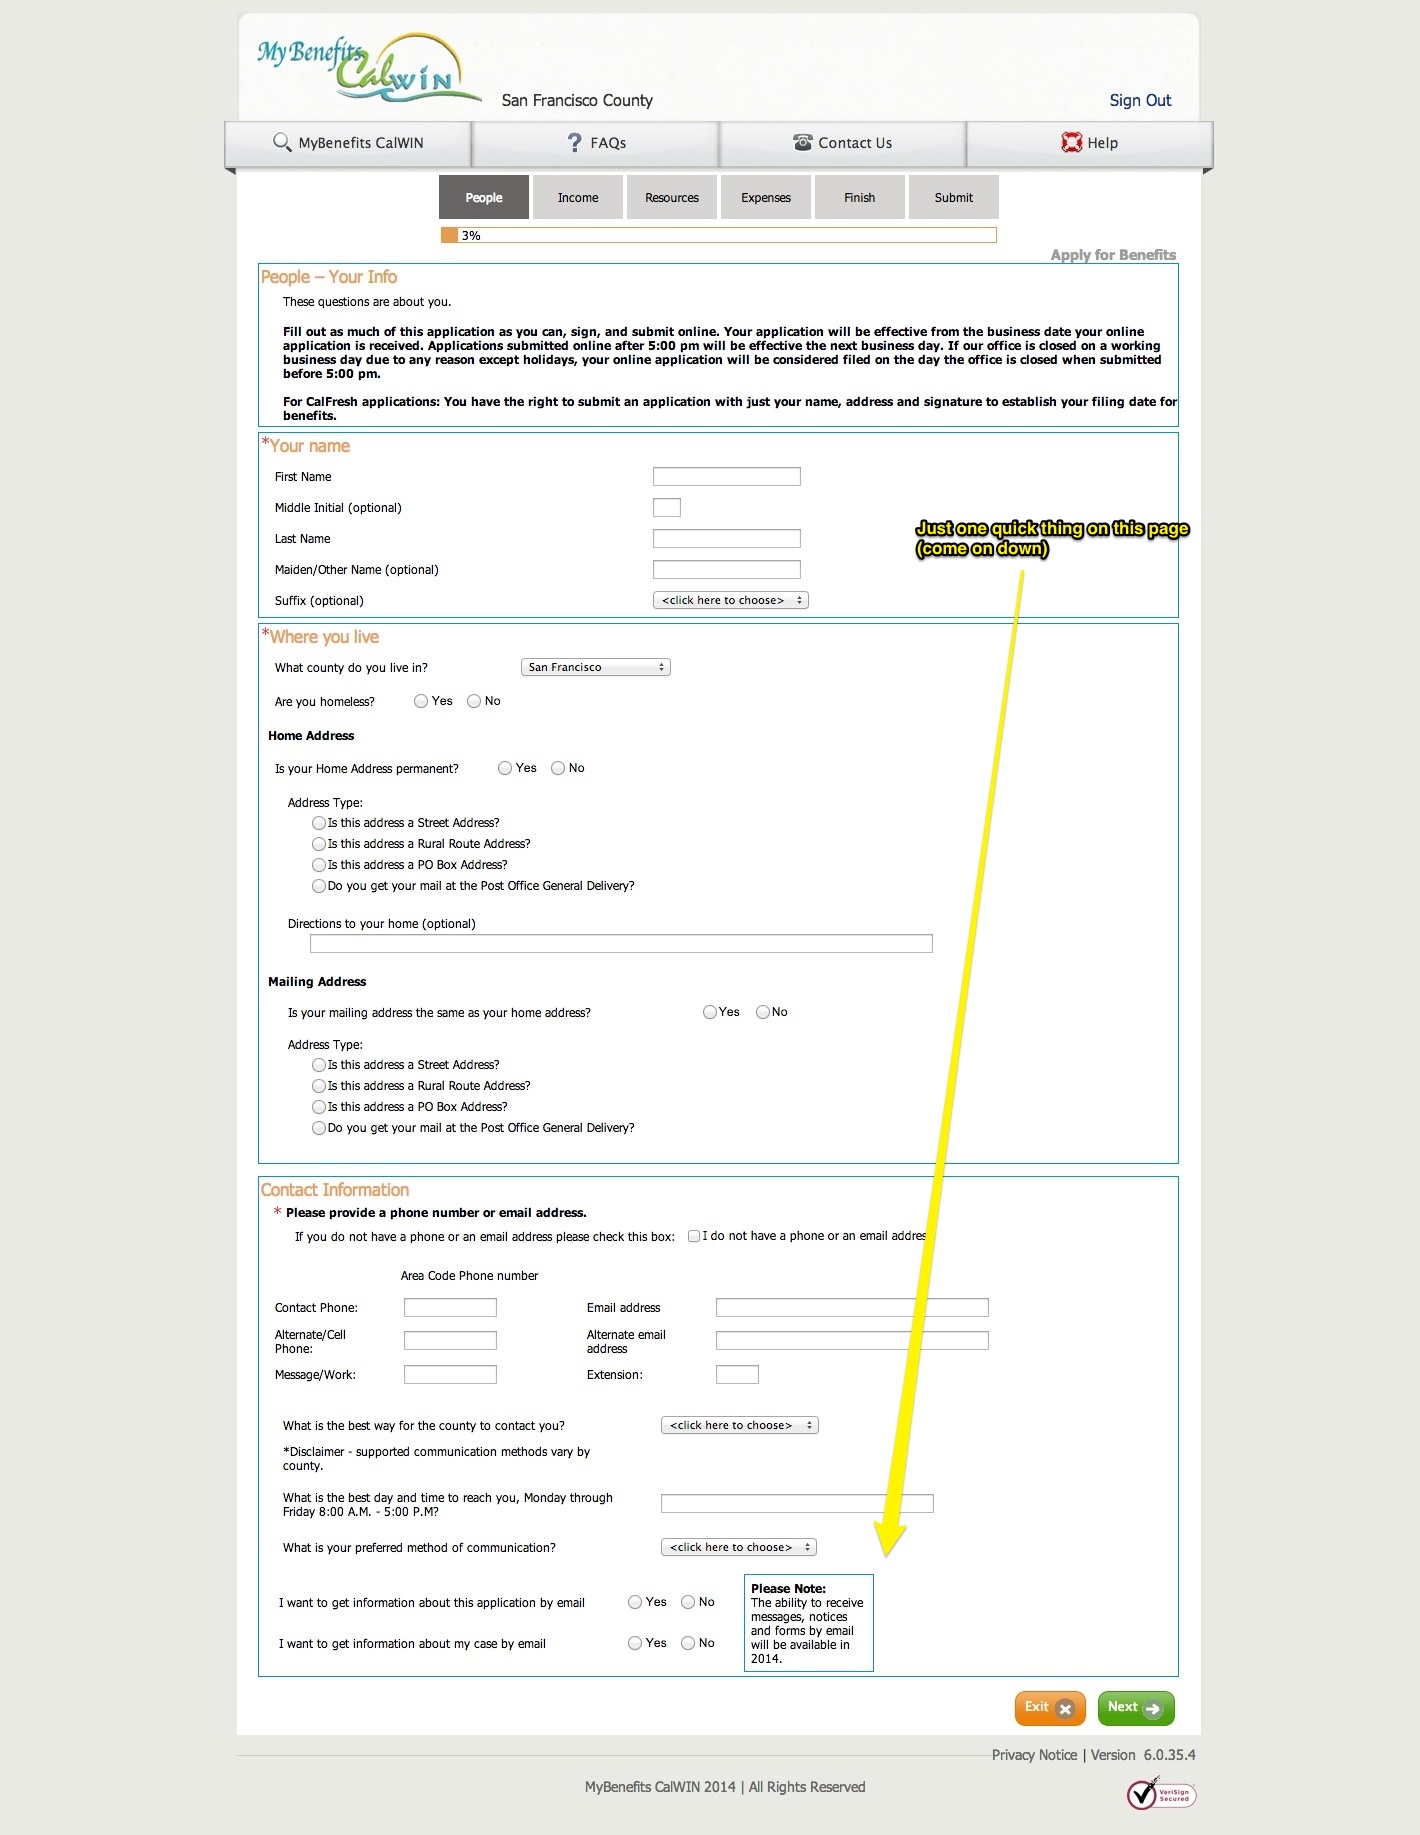 My Benefits
CalWIN
San Francisco County
Sign Out
MyBenefits CalWIN
? FAQs
Contact Us
Help
People
Income
Resources
Expenses
Finish
Submit
3%
Apply for Benefits
People – Your Info
These questions are about you.
Fill out as much of this application as you can, sign, and submit online. Your application will be effective from the business date your online
application is received. Applications submitted online after 5:00 pm will be effective the next business day. If our office is closed on a working
business day due to any reason except holidays, your online application will be considered filed on the day the office is closed when submitted
before 5:00 pm.
For CalFresh applications: You have the right to submit an application with just your name, address and signature to establish your filing date for
benefits.
*Your name
First Name
Middle Initial (optional)
Last Name
Maiden/Other Name (optional)
Suffix (optional) <click here to choose>
Just one quick thing on this page
(come on down)
*Where you live
What county do you live in? San Francisco
Are you homeless? Yes No
Home Address
Is your Home Address permanent? Yes No
Address Type:
Is this address a Street Address?
Is this address a Rural Route Address?
Is this address a PO Box Address?
Do you get your mail at the Post Office General Delivery?
Directions to your home (optional)
Mailing Address
Is your mailing address the same as your home address? Yes No
Address Type:
Is this address a Street Address?
Is this address a Rural Route Address?
Is this address a PO Box Address?
Do you get your mail at the Post Office General Delivery?
Contact Information
* Please provide a phone number or email address.
If you do not have a phone or an email address please check this box: I do not have a phone or an email addres
Area Code Phone number
Contact Phone: Email address
Alternate/Cell
Phone:
Alternate email
address
Message/Work: Extension:
What is the best way for the county to contact you? <click here to choose>
*Disclaimer - supported communication methods vary by
county.
What is the best day and time to reach you, Monday through
Friday 8:00 A.M. - 5:00 P.M?
What is your preferred method of communication? <click here to choose>
I want to get information about this application by email Yes No
I want to get information about my case by email Yes No
Please Note:
The ability to receive
messages, notices
and forms by email
will be available in
2014.
Exit
Next
Privacy Notice | Version 6.0.35.4
MyBenefits CalWIN 2014 | All Rights Reserved
VeriSign
Secured